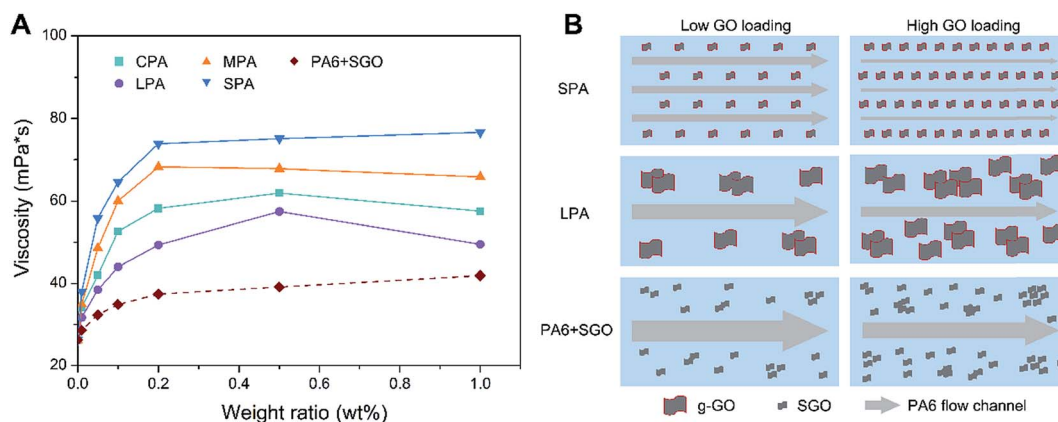 A
CPA
MPA
PA6+SGO
LPA
SPA
100
80
60
40
20
Viscosity (mPa*s)
0.0
0.2
0.4
0.6
0.8
1.0
Weight ratio (wt%)
B
Low GO loading
High GO loading
SPA
LPA
PA6+SGO
g-GO
SGO
PA6 flow channel